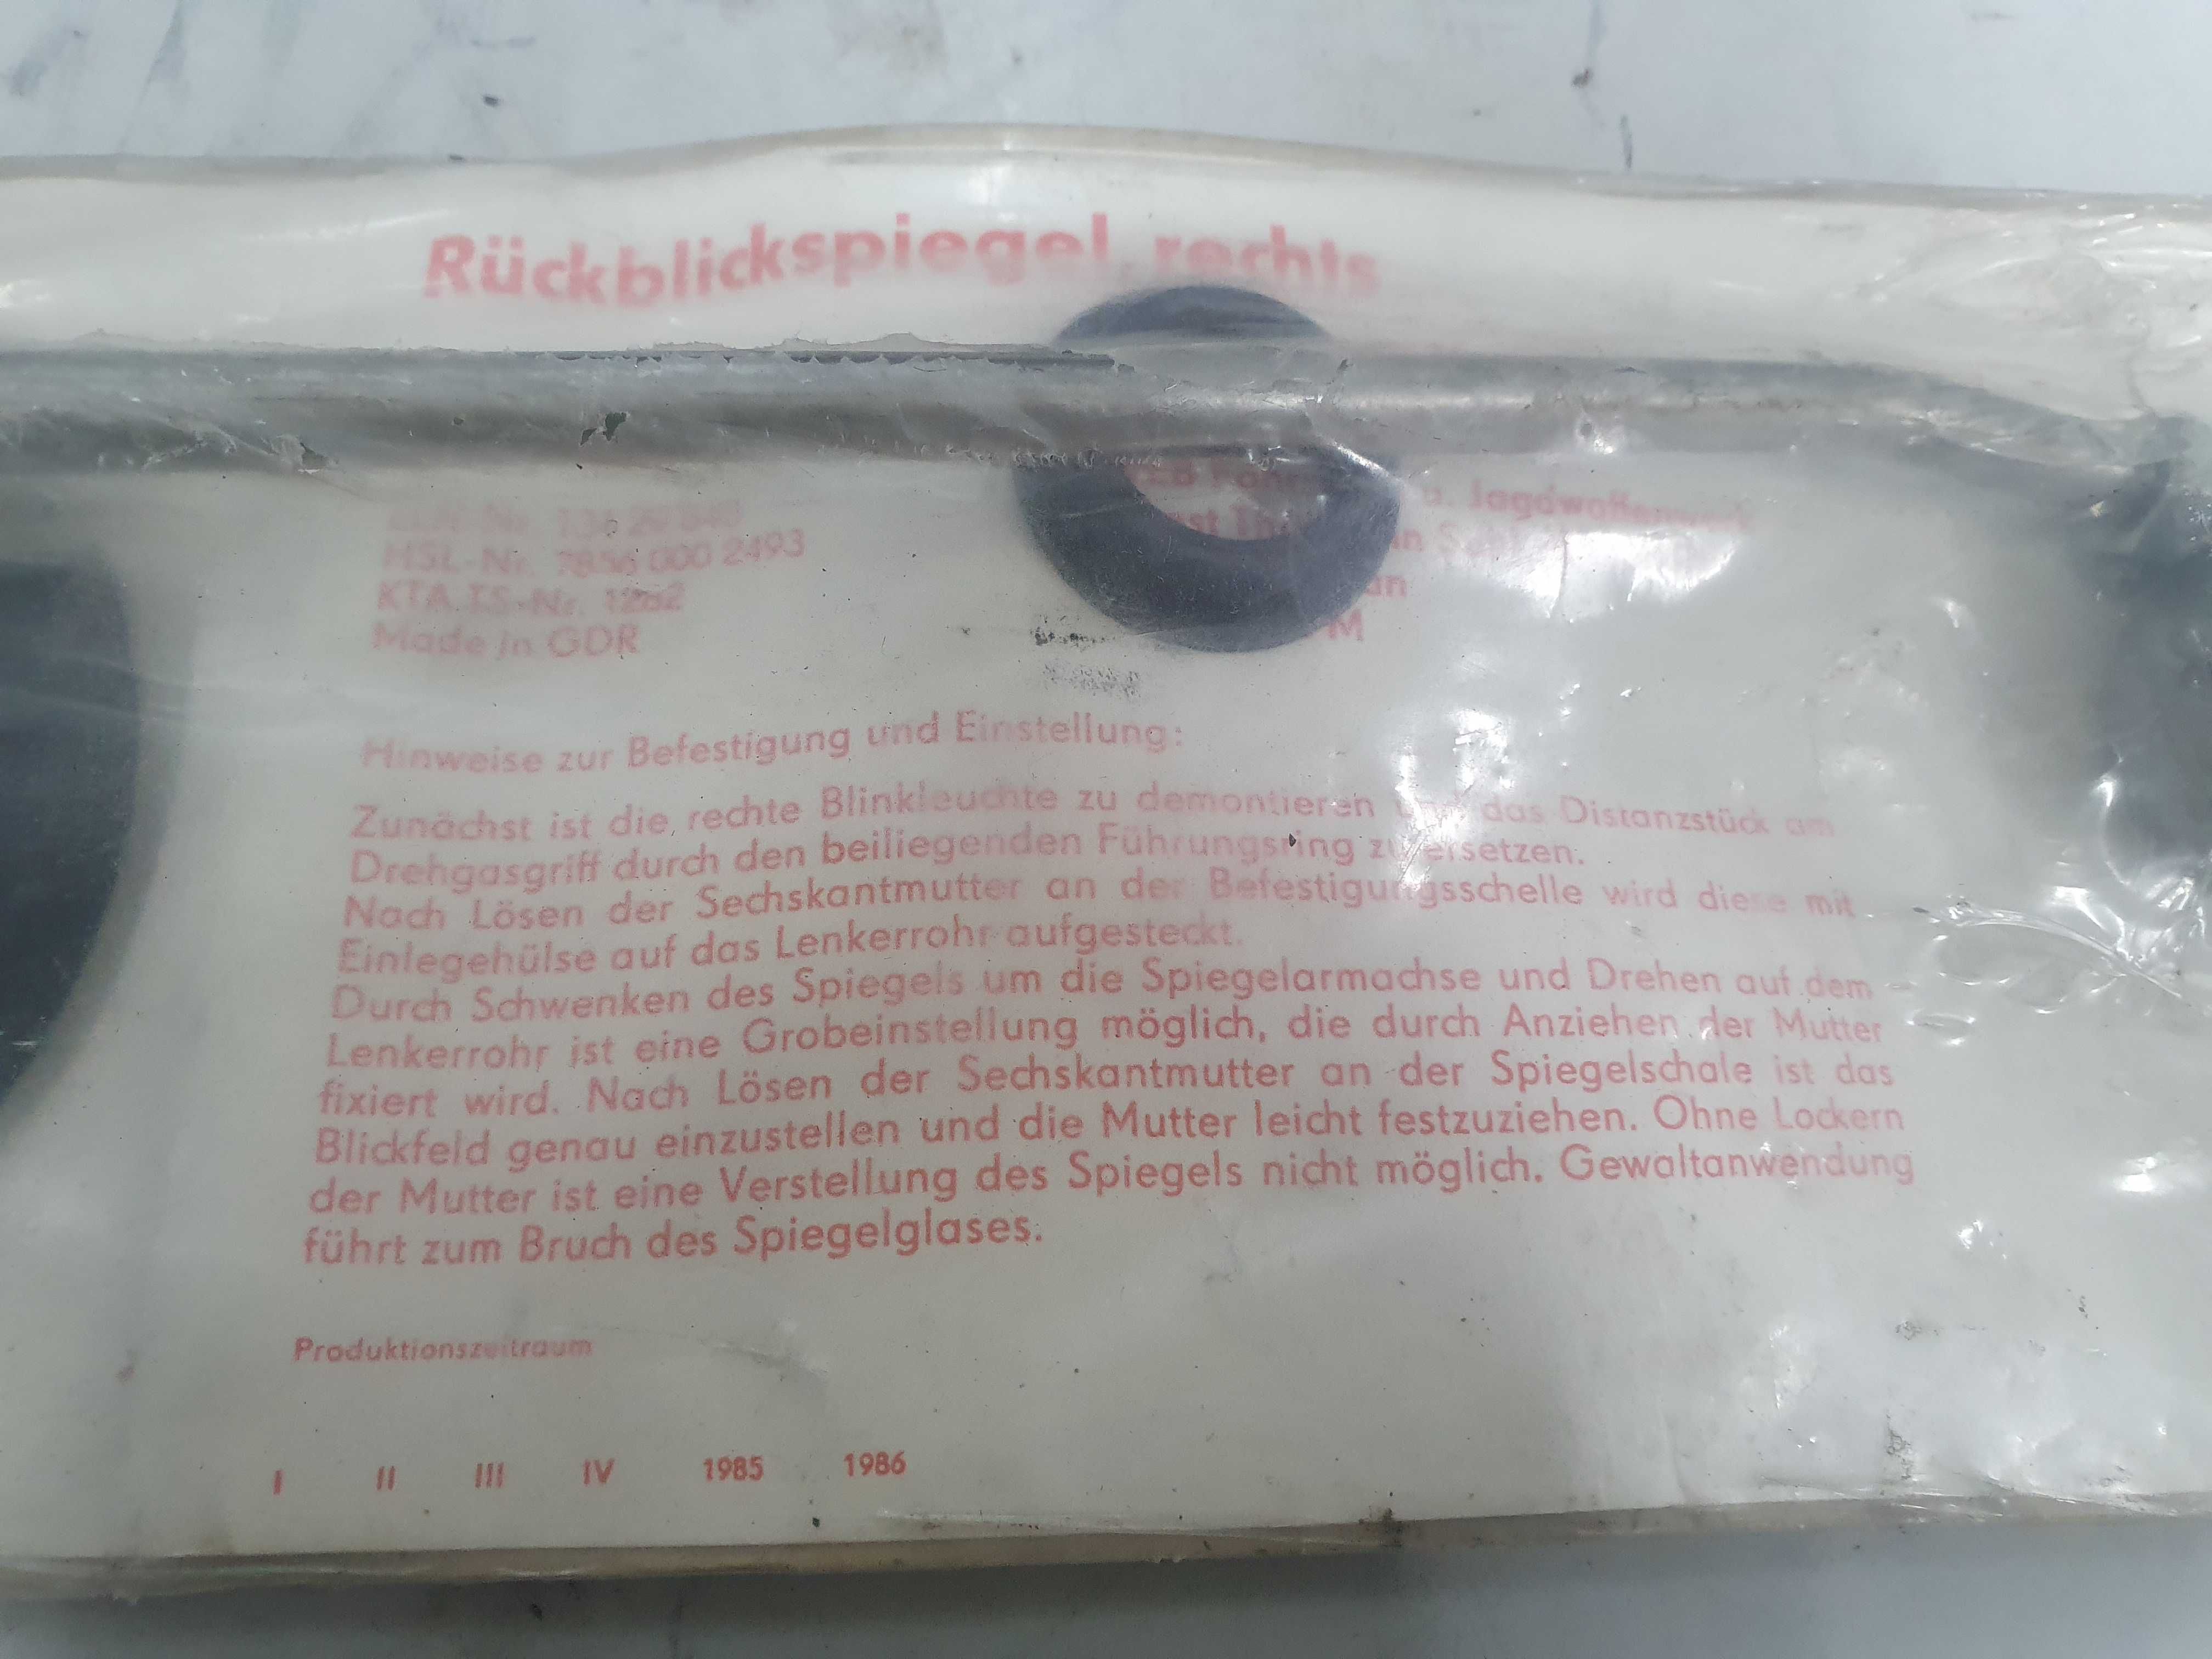 Rückblickspiegel, rechts
HSL-Nr. 7856 000 2493
KTA TS-Nr.
Made in GDR
u. Jagdwaffenwerk
M
Hinweise zur Befestigung und Einstellung:
Zunächst ist die rechte Blinkleuchte zu demontieren und das Distanzstück am
Drehgasgriff durch den beiliegenden Führungsring zu ersetzen.
Nach Lösen der Sechskantmutter an der Befestigungsschelle wird diese mit
Einlegehülse auf das Lenkerrohr aufgesteckt.
Durch Schwenken des Spiegels um die Spiegelarmachse und Drehen auf dem
Lenkerrohr ist eine Grobeinstellung möglich, die durch Anziehen der Mutter
fixiert wird. Nach Lösen der Sechskantmutter an der Spiegelschale ist das
Blickfeld genau einzustellen und die Mutter leicht festzuziehen. Ohne Lockern
der Mutter ist eine Verstellung des Spiegels nicht möglich. Gewaltanwendung
führt zum Bruch des Spiegelglases.
Produktionszeitraum
I II III IV 1985 1986